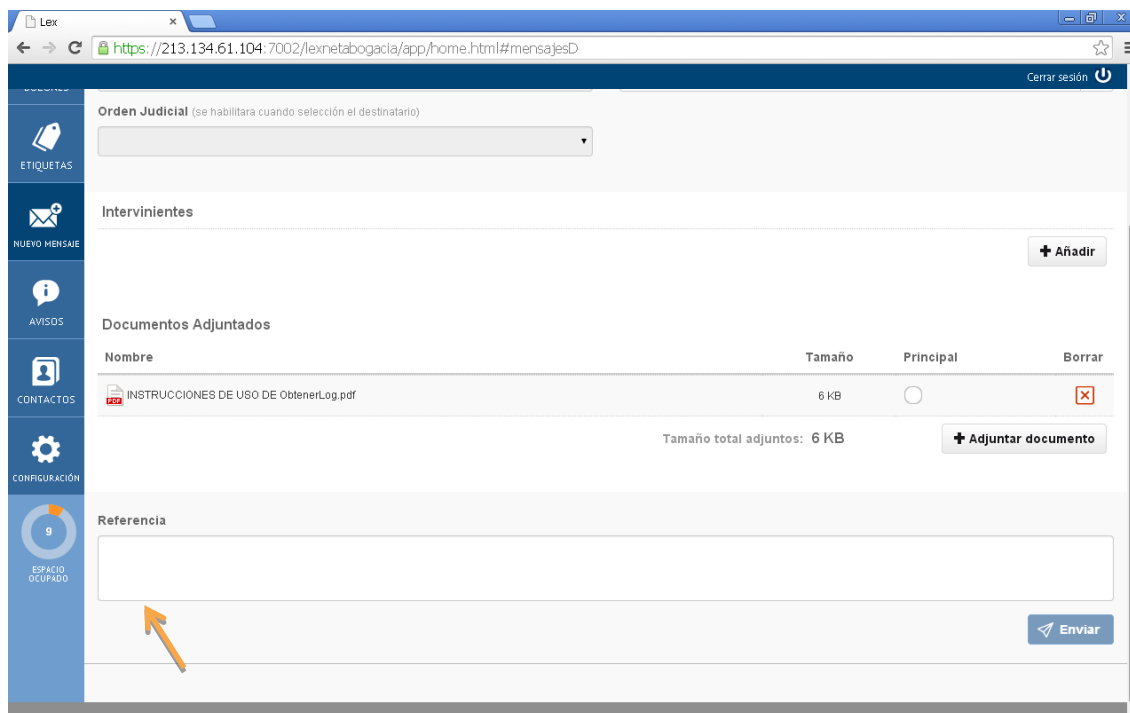 Lex
https://213.134.61.104:7002/lexnetabogacia/app/home.html#mensajesD
Cerrar sesión
Orden Judicial (se habilitara cuando selección el destinatario)
ETIQUETAS
Intervinientes
NUEVO MENSAJE
Añadir
AVISOS
Documentos Adjuntados
Nombre Tamaño Principal Borrar
PDF INSTRUCCIONES DE USO DE ObtenerLog.pdf 6 KB
CONTACTOS
Tamaño total adjuntos: 6 KB Adjuntar documento
CONFIGURACIÓN
Referencia
9
ESPACIO
OCUPADO
Enviar